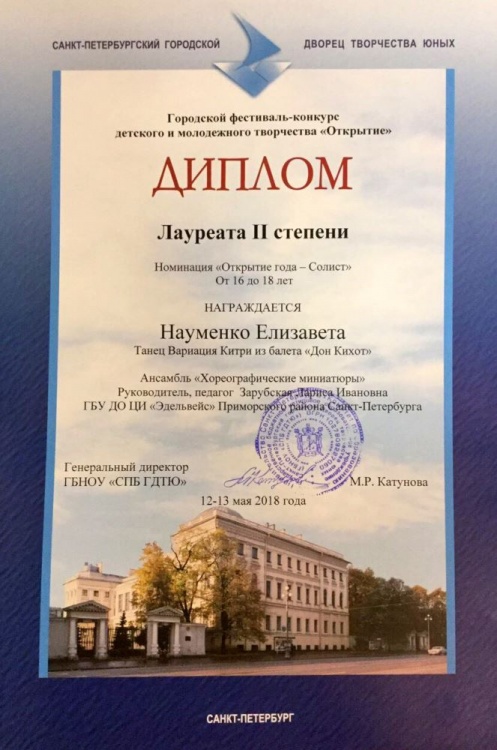 САНКТ-ПЕТЕРБУРГСКИЙ ГОРОДСКОЙ ДВОРЕЦ ТВОРЧЕСТВА ЮНЫХ
Городской фестиваль-конкурс
детского и молодежного творчества «Открытие»
ДИПЛОМ
Лауреата II степени
Номинация «Открытие года – Солист»
От 16 до 18 лет
НАГРАЖДАЕТСЯ
Науменко Елизавета
Танец Вариация Китри из балета «Дон Кихот»
Ансамбль «Хореографические миниатюры»
Руководитель, педагог Зарубская Лариса Ивановна
ГБУ ДО ЦИ «Эдельвейс» Приморского района Санкт-Петербурга
Генеральный директор
ГБНОУ «СПБ ГДТЮ» М.Р. Катунова
12-13 мая 2018 года
САНКТ-ПЕТЕРБУРГ